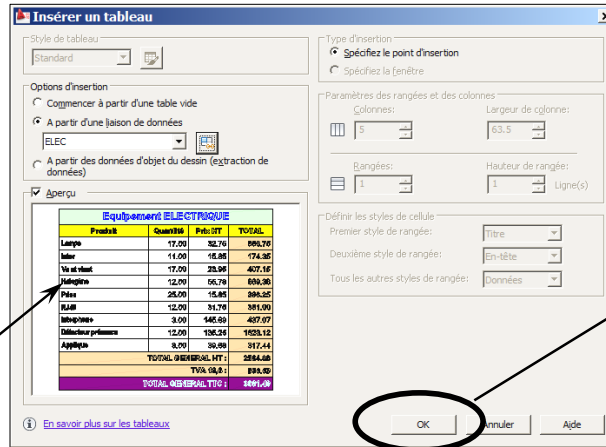 Insérer un tableau
Style de tableau
Standard
Options d'insertion
Commencer à partir d'une table vide
A partir d'une liaison de données
ELEC
A partir des données d'objet du dessin (extraction de données)
Aperçu
Equipement ELECTRIQUE
Produit Quantité Prix HT TOTAL
Lampe 17.00 32.76
Inter 11.00 15.85 174.35
Va et vient 17.00 23.95 407.15
Halogène 12.00 55.78
Prise 25.00 15.85 396.25
RJ45 12.00 31.75 381.00
Interphone 3.00 145.69 437.07
Détecteur présence 12.00 135.26 1623.12
Applique 8.00 39.68 317.44
TOTAL GENERAL HT :
TVA 19,6 :
TOTAL GENERAL TTC :
En savoir plus sur les tableaux
Type d'insertion
Spécifiez le point d'insertion
Spécifiez la fenêtre
Paramètres des rangées et des colonnes
Colonnes: Largeur de colonne:
5 63.5
Rangées: Hauteur de rangée:
1 1 Ligne(s)
Définir les styles de cellule
Premier style de rangée: Titre
Deuxième style de rangée: En-tête
Tous les autres styles de rangée: Données
OK Annuler Aide